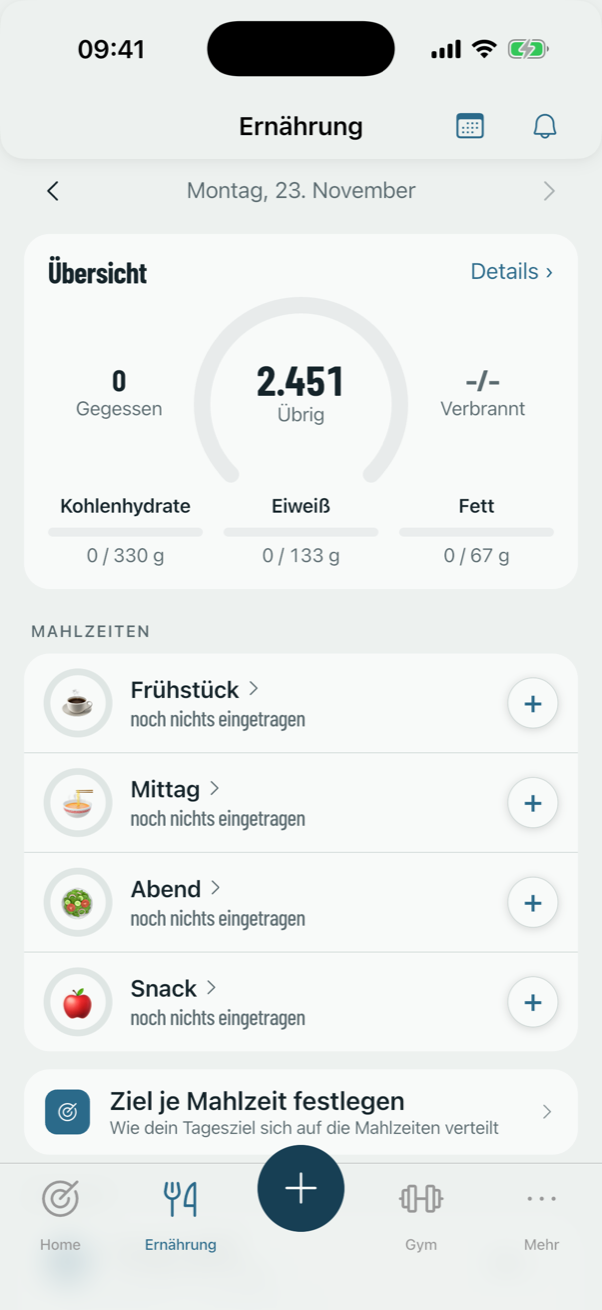 09:41
Ernährung
Montag, 23. November
Übersicht
Details ›
0
Gegessen
2.451
Übrig
-/-
Verbrannt
Kohlenhydrate
Eiweiß
Fett
0 / 330 g
0 / 133 g
0 / 67 g
MAHLZEITEN
Frühstück
noch nichts eingetragen
Mittag
noch nichts eingetragen
Abend
noch nichts eingetragen
Snack
noch nichts eingetragen
Ziel je Mahlzeit festlegen
Wie dein Tagesziel sich auf die Mahlzeiten verteilt
Home
Ernährung
Gym
Mehr